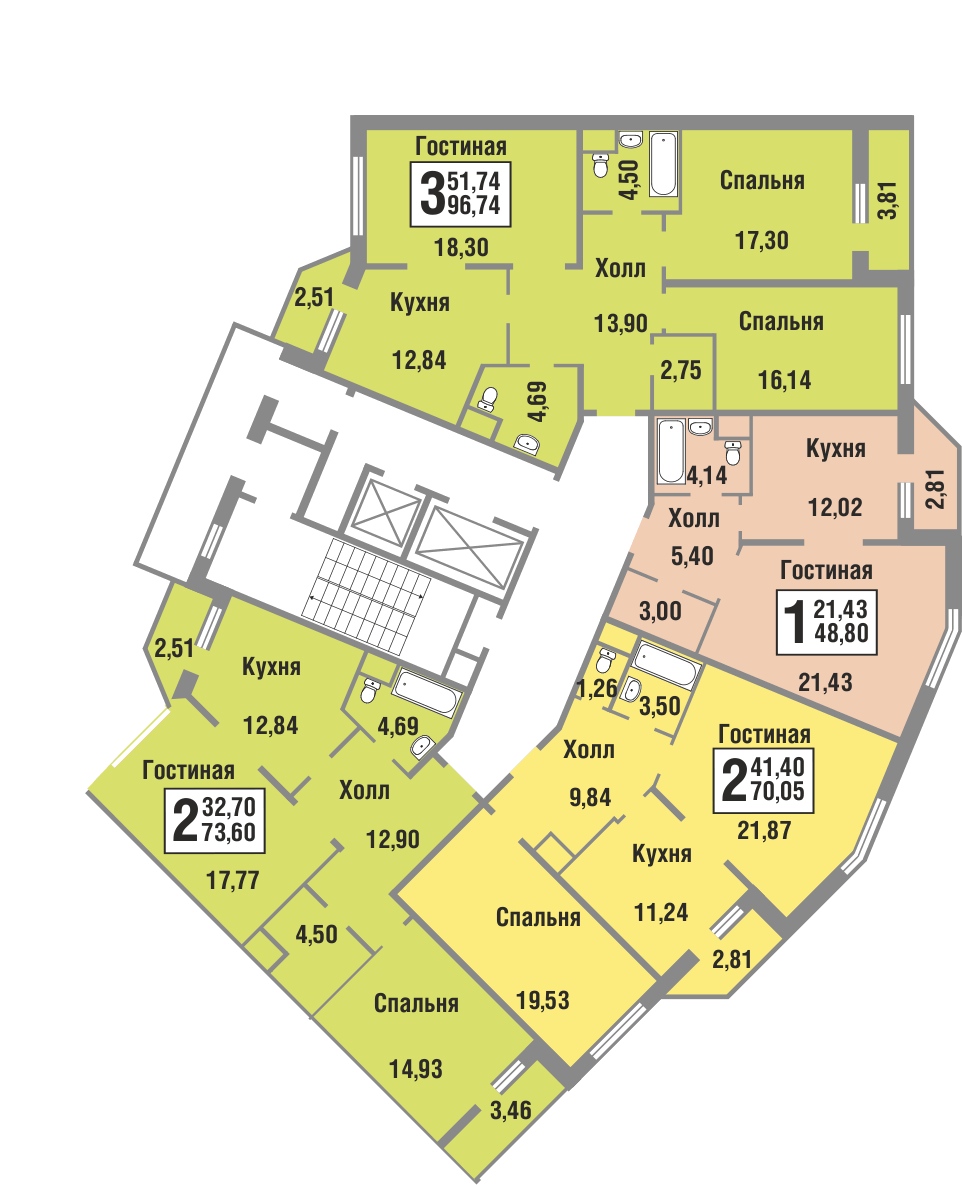 Гостиная
3 51,74
96,74
18,30
4,50
Спальня
17,30
3,81
Холл
13,90
2,51
Кухня
12,84
Спальня
16,14
2,75
4,69
4,14
Кухня
12,02
2,81
Холл
5,40
3,00
Гостиная
1 21,43
48,80
21,43
2,51
Кухня
12,84
4,69
Гостиная
2 32,70
73,60
17,77
Холл
12,90
4,50
Спальня
14,93
3,46
1,26
3,50
Холл
9,84
Гостиная
2 41,40
70,05
21,87
Кухня
11,24
2,81
Спальня
19,53